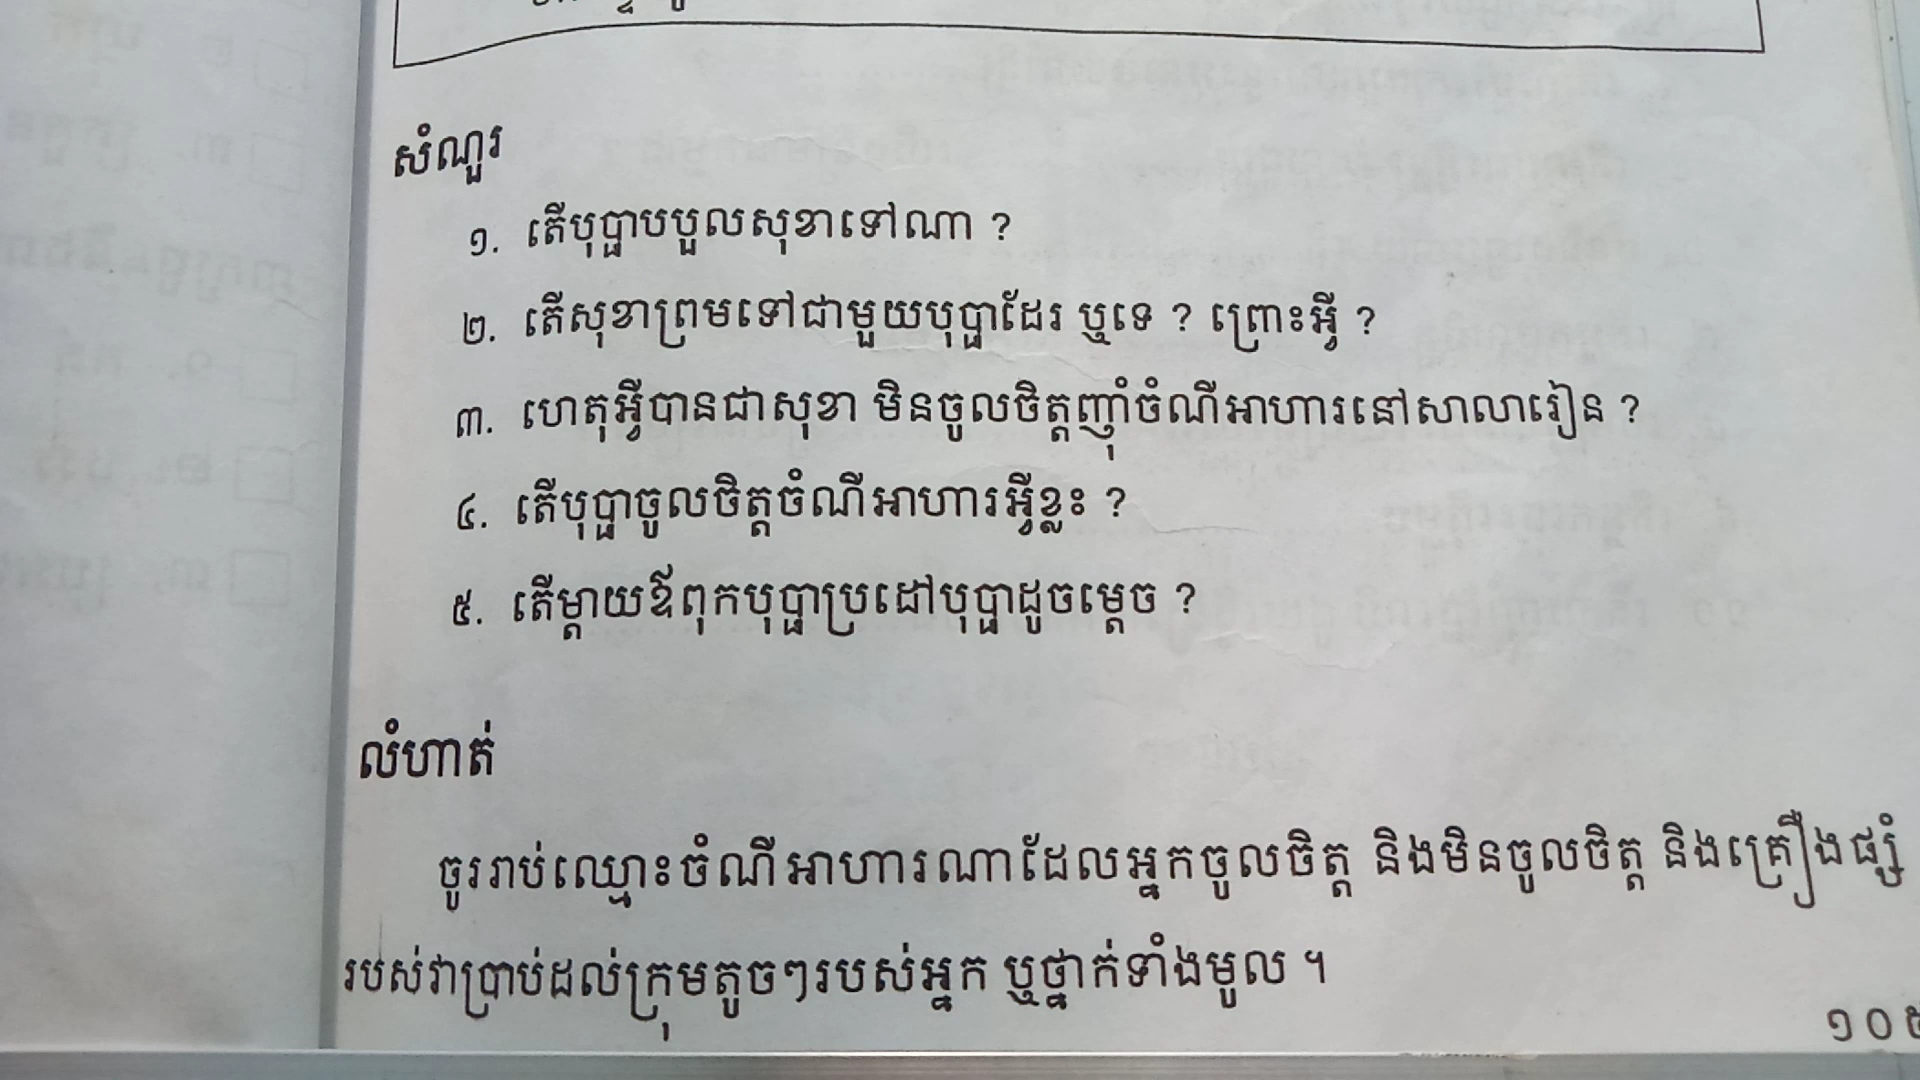 សំណួរ
១. តើបុប្ផាបបួលសុខាទៅណា ?
២. តើសុខាព្រមទៅជាមួយបុប្ផាដែរ ឬទេ ? ព្រោះអ្វី ?
៣. ហេតុអ្វីបានជាសុខា មិនចូលចិត្តញ៉ាំចំណីអាហារនៅសាលារៀន ?
៤. តើបុប្ផាចូលចិត្តចំណីអាហារអ្វីខ្លះ ?
៥. តើម្តាយឪពុកបុប្ផាប្រដៅបុប្ផាដូចម្តេច ?
លំហាត់
ចូររាប់ឈ្មោះចំណីអាហារណាដែលអ្នកចូលចិត្ត និងមិនចូលចិត្ត និងគ្រឿងផ្សំ
របស់វាប្រាប់ដល់ក្រុមតូចៗរបស់អ្នក ឬថ្នាក់ទាំងមូល ។